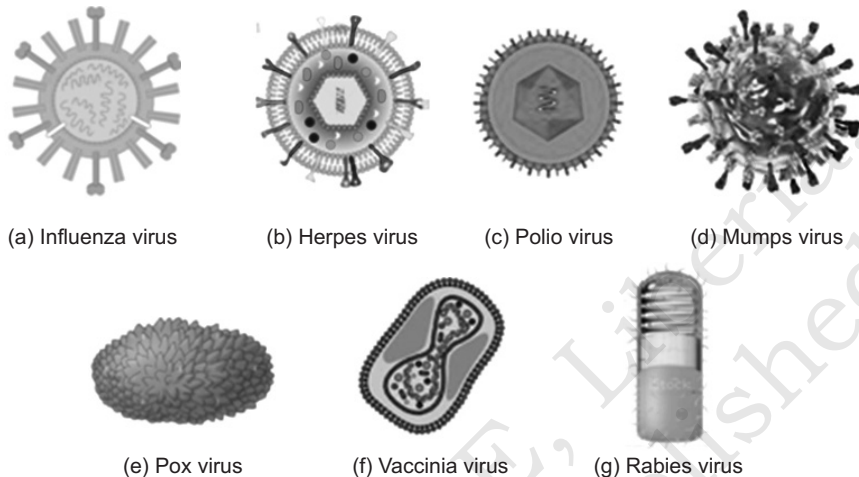 (a) Influenza virus (b) Herpes virus (c) Polio virus (d) Mumps virus
(e) Pox virus (f) Vaccinia virus (g) Rabies virus